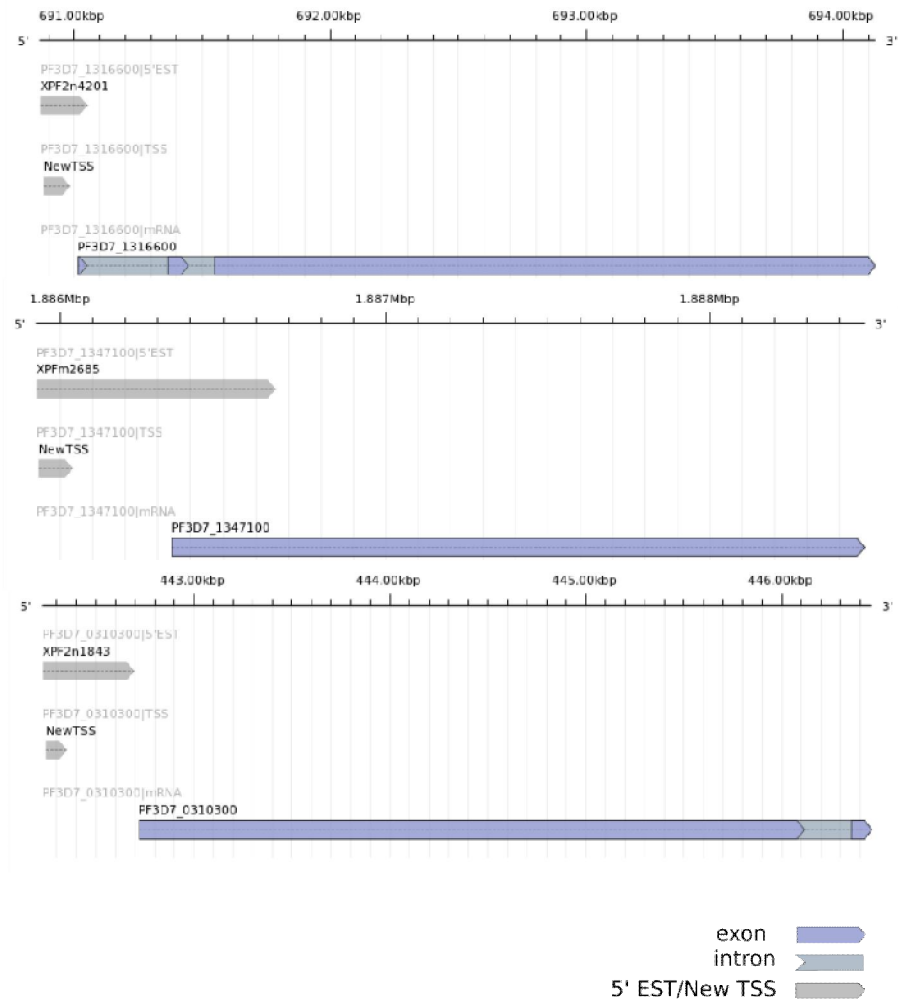 691.00kbp 692.00kbp 693.00kbp 694.00kbp
5' 3'
PF3D7_1316600|5'EST
XPF2n4201
PF3D7_1316600|TSS
NewTSS
PF3D7_1316600|mRNA
PF3D7_1316600
1.886Mbp 1.887Mbp 1.888Mbp
5' 3'
PF3D7_1347100|5'EST
XPFm2685
PF3D7_1347100|TSS
NewTSS
PF3D7_1347100|mRNA
PF3D7_1347100
443.00kbp 444.00kbp 445.00kbp 446.00kbp
5' 3'
PF3D7_0310300|5'EST
XPF2n1843
PF3D7_0310300|TSS
NewTSS
PF3D7_0310300|mRNA
PF3D7_0310300
exon
intron
5' EST/New TSS